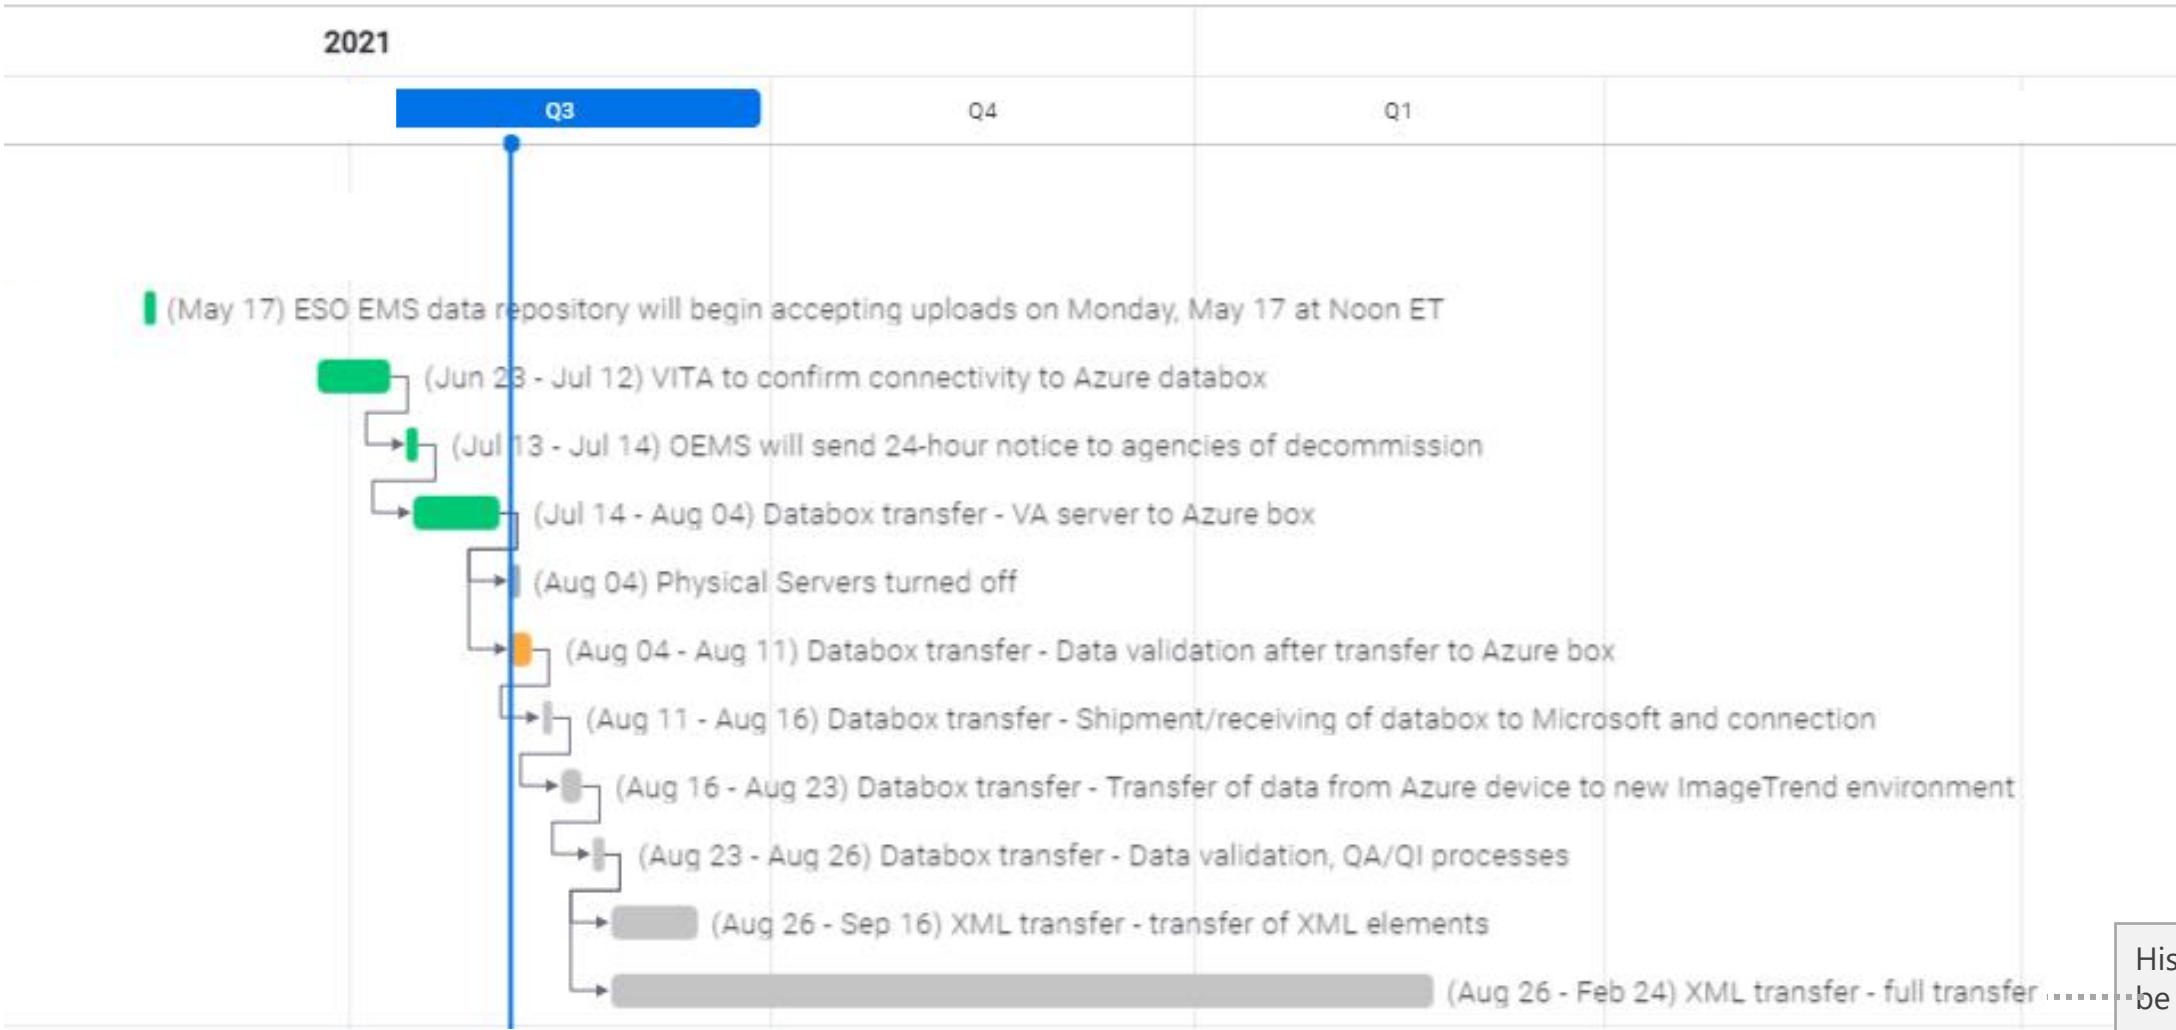 2021
Q3
Q4
Q1
(May 17) ESO EMS data repository will begin accepting uploads on Monday, May 17 at Noon ET
(Jun 23 - Jul 12) VITA to confirm connectivity to Azure databox
(Jul 13 - Jul 14) OEMS will send 24-hour notice to agencies of decommission
(Jul 14 - Aug 04) Databox transfer - VA server to Azure box
(Aug 04) Physical Servers turned off
(Aug 04 - Aug 11) Databox transfer - Data validation after transfer to Azure box
(Aug 11 - Aug 16) Databox transfer - Shipment/receiving of databox to Microsoft and connection
(Aug 16 - Aug 23) Databox transfer - Transfer of data from Azure device to new ImageTrend environment
(Aug 23 - Aug 26) Databox transfer - Data validation, QA/QI processes
(Aug 26 - Sep 16) XML transfer - transfer of XML elements
(Aug 26 - Feb 24) XML transfer - full transfer
be